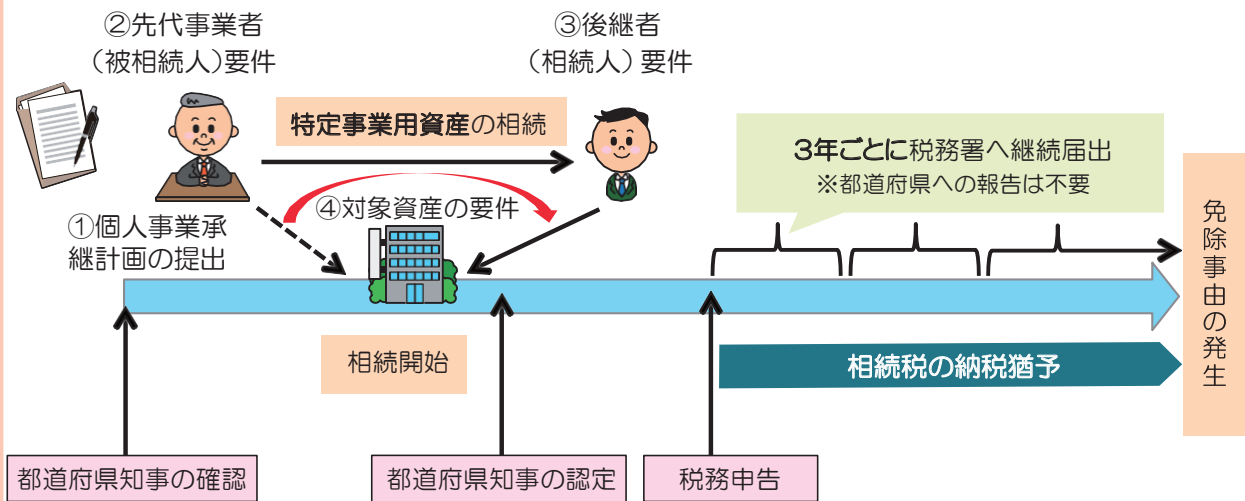 ②先代事業者
（被相続人）要件
③後継者
（相続人）要件
特定事業用資産の相続
3年ごとに税務署へ継続届出
※都道府県への報告は不要
①個人事業承
継計画の提出
④対象資産の要件
免除事由の発生
相続開始
相続税の納税猶予
都道府県知事の確認
都道府県知事の認定
税務申告